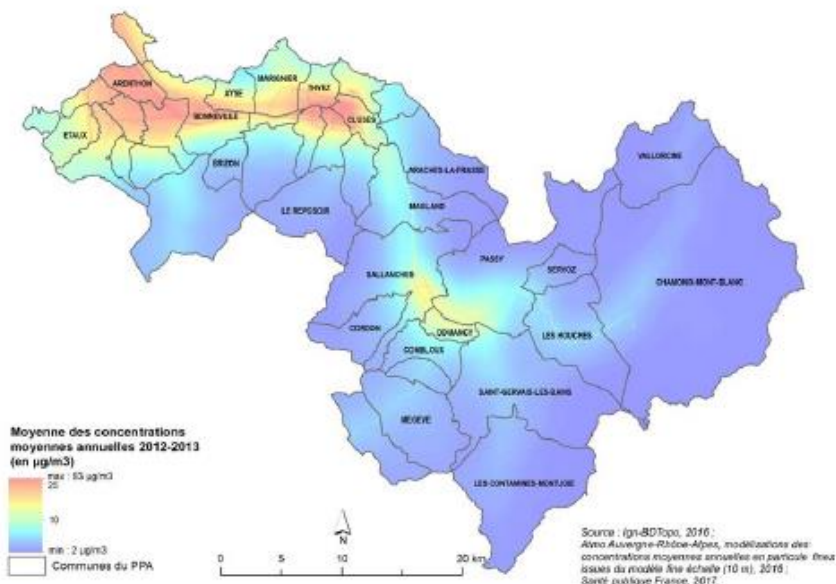 ARENTHON
MARIGNIER
AYSE
THYEZ
BONNEVILLE
CLUSES
ETAUX
BRIZON
ARACHES-LA-FRASSE
VALLORCINE
LE REPOSOIR
MAGLAND
PASSY
SERVOZ
SALLANCHES
CHAMONIX-MONT-BLANC
CORDON
DOMANCY
LES HOUCHES
COMBLOUX
SAINT-GERVAIS-LES-BAINS
MEGEVE
LES CONTAMINES-MONTJOIE
Moyenne des concentrations
moyennes annuelles 2012-2013
(en µg/m3)
max : 53 µg/m3
25
10
min : 2 µg/m3
Communes du PPA
N
0 5 10 20 km
Source : Ign-BDTopo, 2016 ;
Atmo Auvergne-Rhône-Alpes, modélisations des
concentrations moyennes annuelles en particule fines
issues du modèle fine échelle (10 m), 2016 ;
Santé publique France, 2017